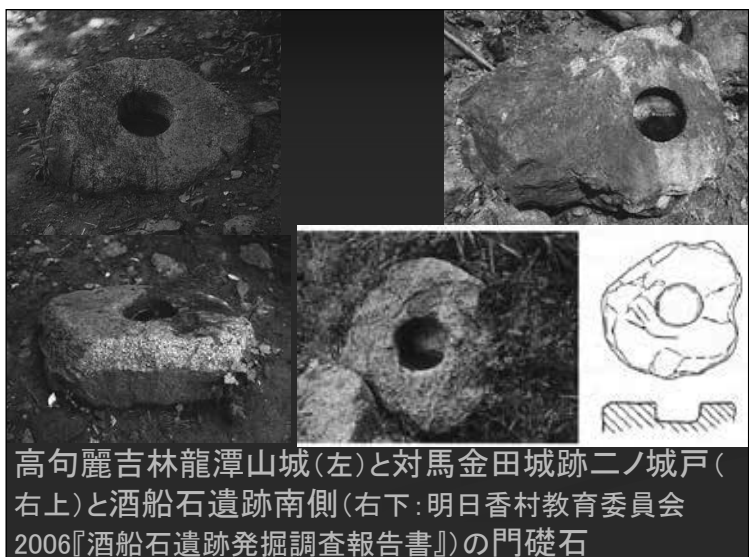 高句麗吉林龍潭山城(左)と対馬金田城跡二ノ城戸(
右上)と酒船石遺跡南側(右下:明日香村教育委員会
2006『酒船石遺跡発掘調査報告書』)の門礎石